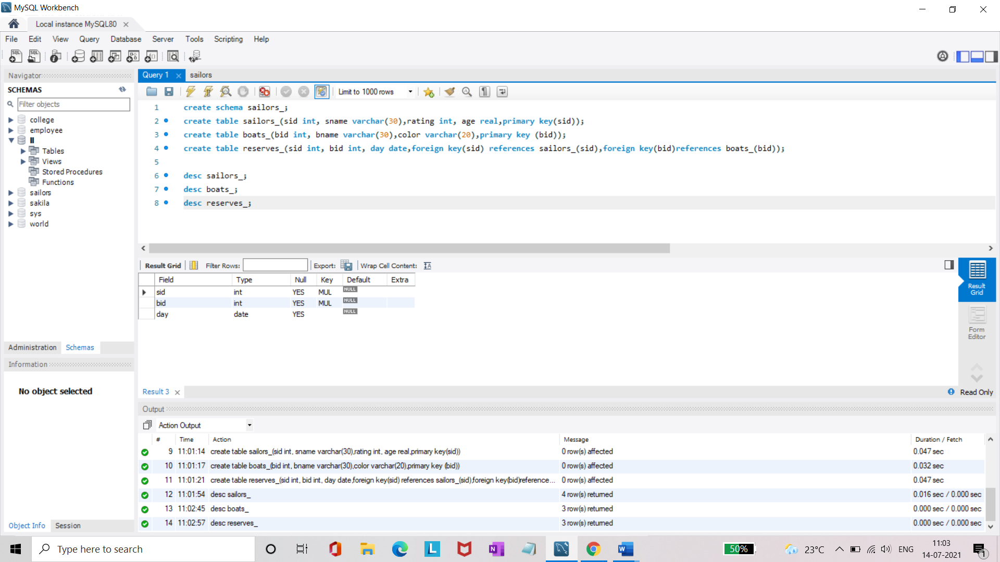 MySQL Workbench
Local instance MySQL80
File Edit View Query Database Server Tools Scripting Help
Navigator
SCHEMAS
Filter objects
college
employee
ll
Tables
Views
Stored Procedures
Functions
sailors
sakila
sys
world
Administration Schemas
Information
No object selected
Object Info Session
Query 1 sailors
Limit to 1000 rows
1 create schema sailors_;
2 create table sailors_(sid int, sname varchar(30),rating int, age real,primary key(sid));
3 create table boats_(bid int, bname varchar(30),color varchar(20),primary key (bid));
4 create table reserves_(sid int, bid int, day date,foreign key(sid) references sailors_(sid),foreign key(bid)references boats_(bid));
5
6 desc sailors_;
7 desc boats_;
8 desc reserves_;
Result Grid Filter Rows: Export: Wrap Cell Content:
Field Type Null Key Default Extra
sid int YES MUL NULL
bid int YES MUL NULL
day date YES NULL
Result Grid
Form Editor
Result 3
Read Only
Output
Action Output
# Time Action Message Duration / Fetch
9 11:01:14 create table sailors_(sid int, sname varchar(30),rating int, age real,primary key(sid)) 0 row(s) affected 0.047 sec
10 11:01:17 create table boats_(bid int, bname varchar(30),color varchar(20),primary key (bid)) 0 row(s) affected 0.032 sec
11 11:01:21 create table reserves_(sid int, bid int, day date,foreign key(sid) references sailors_(sid),foreign key(bid)reference... 0 row(s) affected 0.047 sec
12 11:01:54 desc sailors_ 4 row(s) returned 0.016 sec / 0.000 sec
13 11:02:45 desc boats_ 3 row(s) returned 0.000 sec / 0.000 sec
14 11:02:57 desc reserves_ 3 row(s) returned 0.000 sec / 0.000 sec
Type here to search
50%
23°C
ENG
11:03
14-07-2021
1